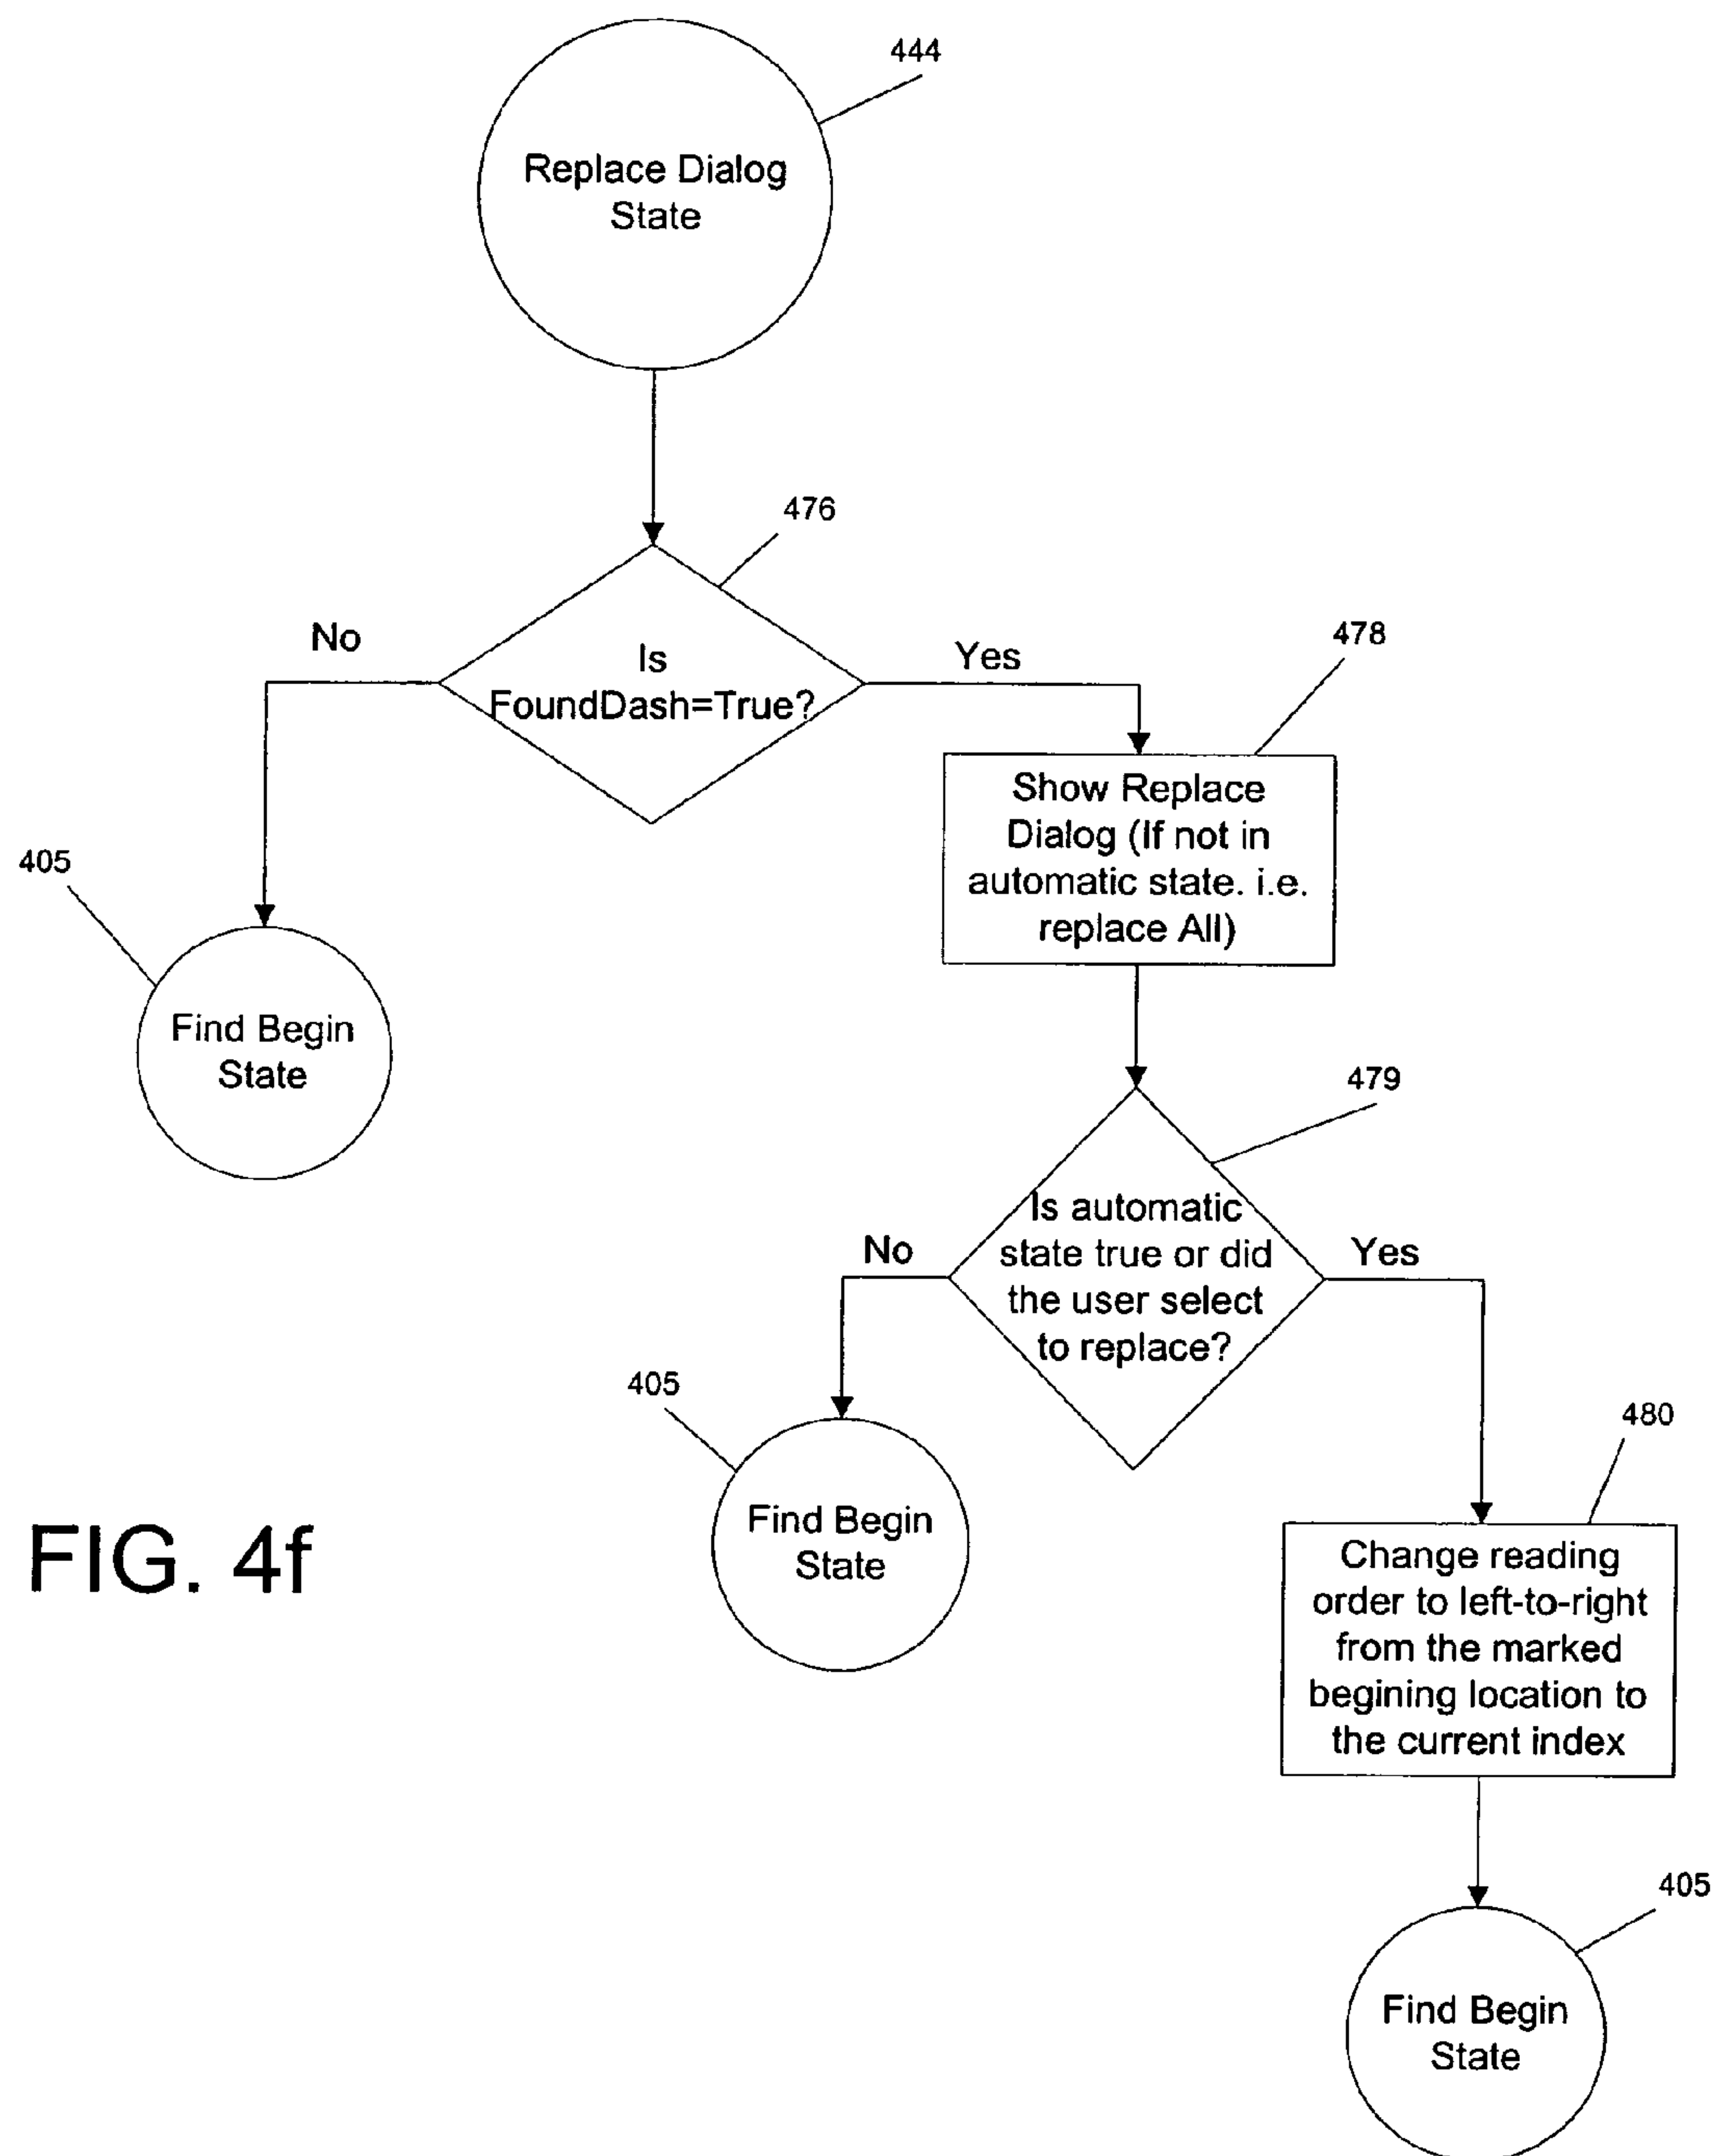 444
Replace Dialog
State
476
No
Is
FoundDash=True?
Yes
478
Show Replace
Dialog (If not in
automatic state. i.e.
replace All)
405
Find Begin
State
479
No
Is automatic
state true or did
the user select
to replace?
Yes
405
Find Begin
State
480
Change reading
order to left-to-right
from the marked
begining location to
the current index
FIG. 4f
405
Find Begin
State